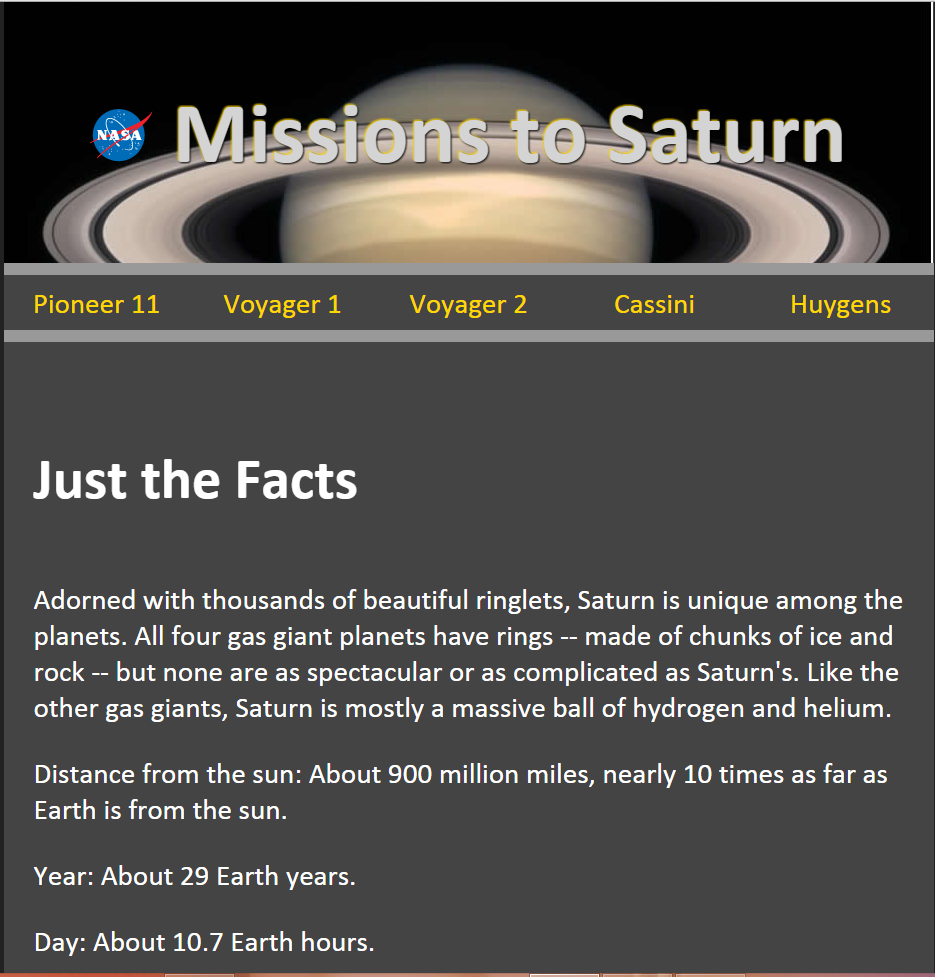 NASA
Missions to Saturn
Pioneer 11 Voyager 1 Voyager 2 Cassini Huygens
Just the Facts
Adorned with thousands of beautiful ringlets, Saturn is unique among the
planets. All four gas giant planets have rings -- made of chunks of ice and
rock -- but none are as spectacular or as complicated as Saturn's. Like the
other gas giants, Saturn is mostly a massive ball of hydrogen and helium.
Distance from the sun: About 900 million miles, nearly 10 times as far as
Earth is from the sun.
Year: About 29 Earth years.
Day: About 10.7 Earth hours.